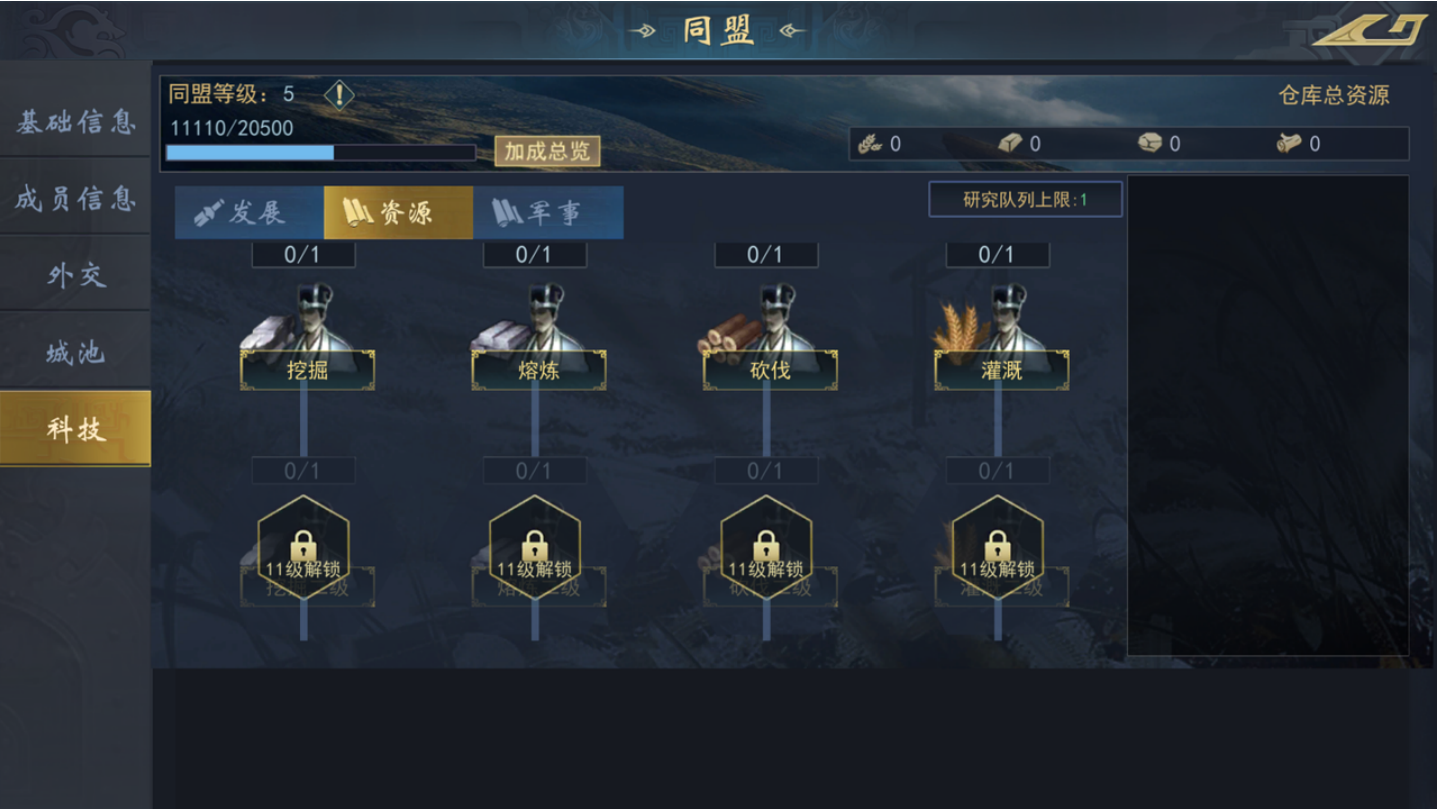 同盟
基础信息
成员信息
外交
城池
科技
同盟等级： 5
11110/20500
加成总览
仓库总资源
0 0 0 0
发展 资源 军事
研究队列上限:1
0/1 0/1 0/1 0/1
挖掘 熔炼 砍伐 灌溉
0/1 0/1 0/1 0/1
11级解锁 11级解锁 11级解锁 11级解锁